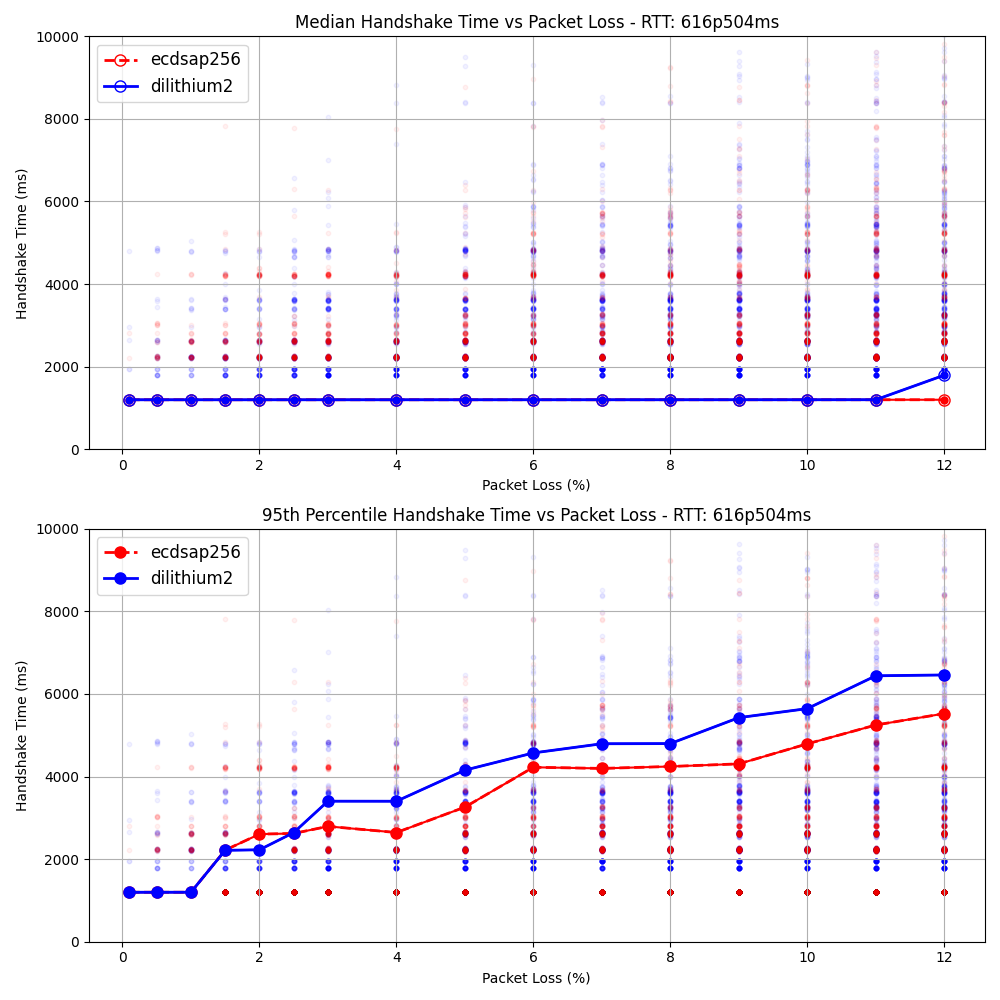 Median Handshake Time vs Packet Loss - RTT: 616p504ms
10000
8000
6000
4000
2000
0
Handshake Time (ms)
ecdsap256
dilithium2
0 2 4 6 8 10 12
Packet Loss (%)
95th Percentile Handshake Time vs Packet Loss - RTT: 616p504ms
10000
8000
6000
4000
2000
0
Handshake Time (ms)
ecdsap256
dilithium2
0 2 4 6 8 10 12
Packet Loss (%)